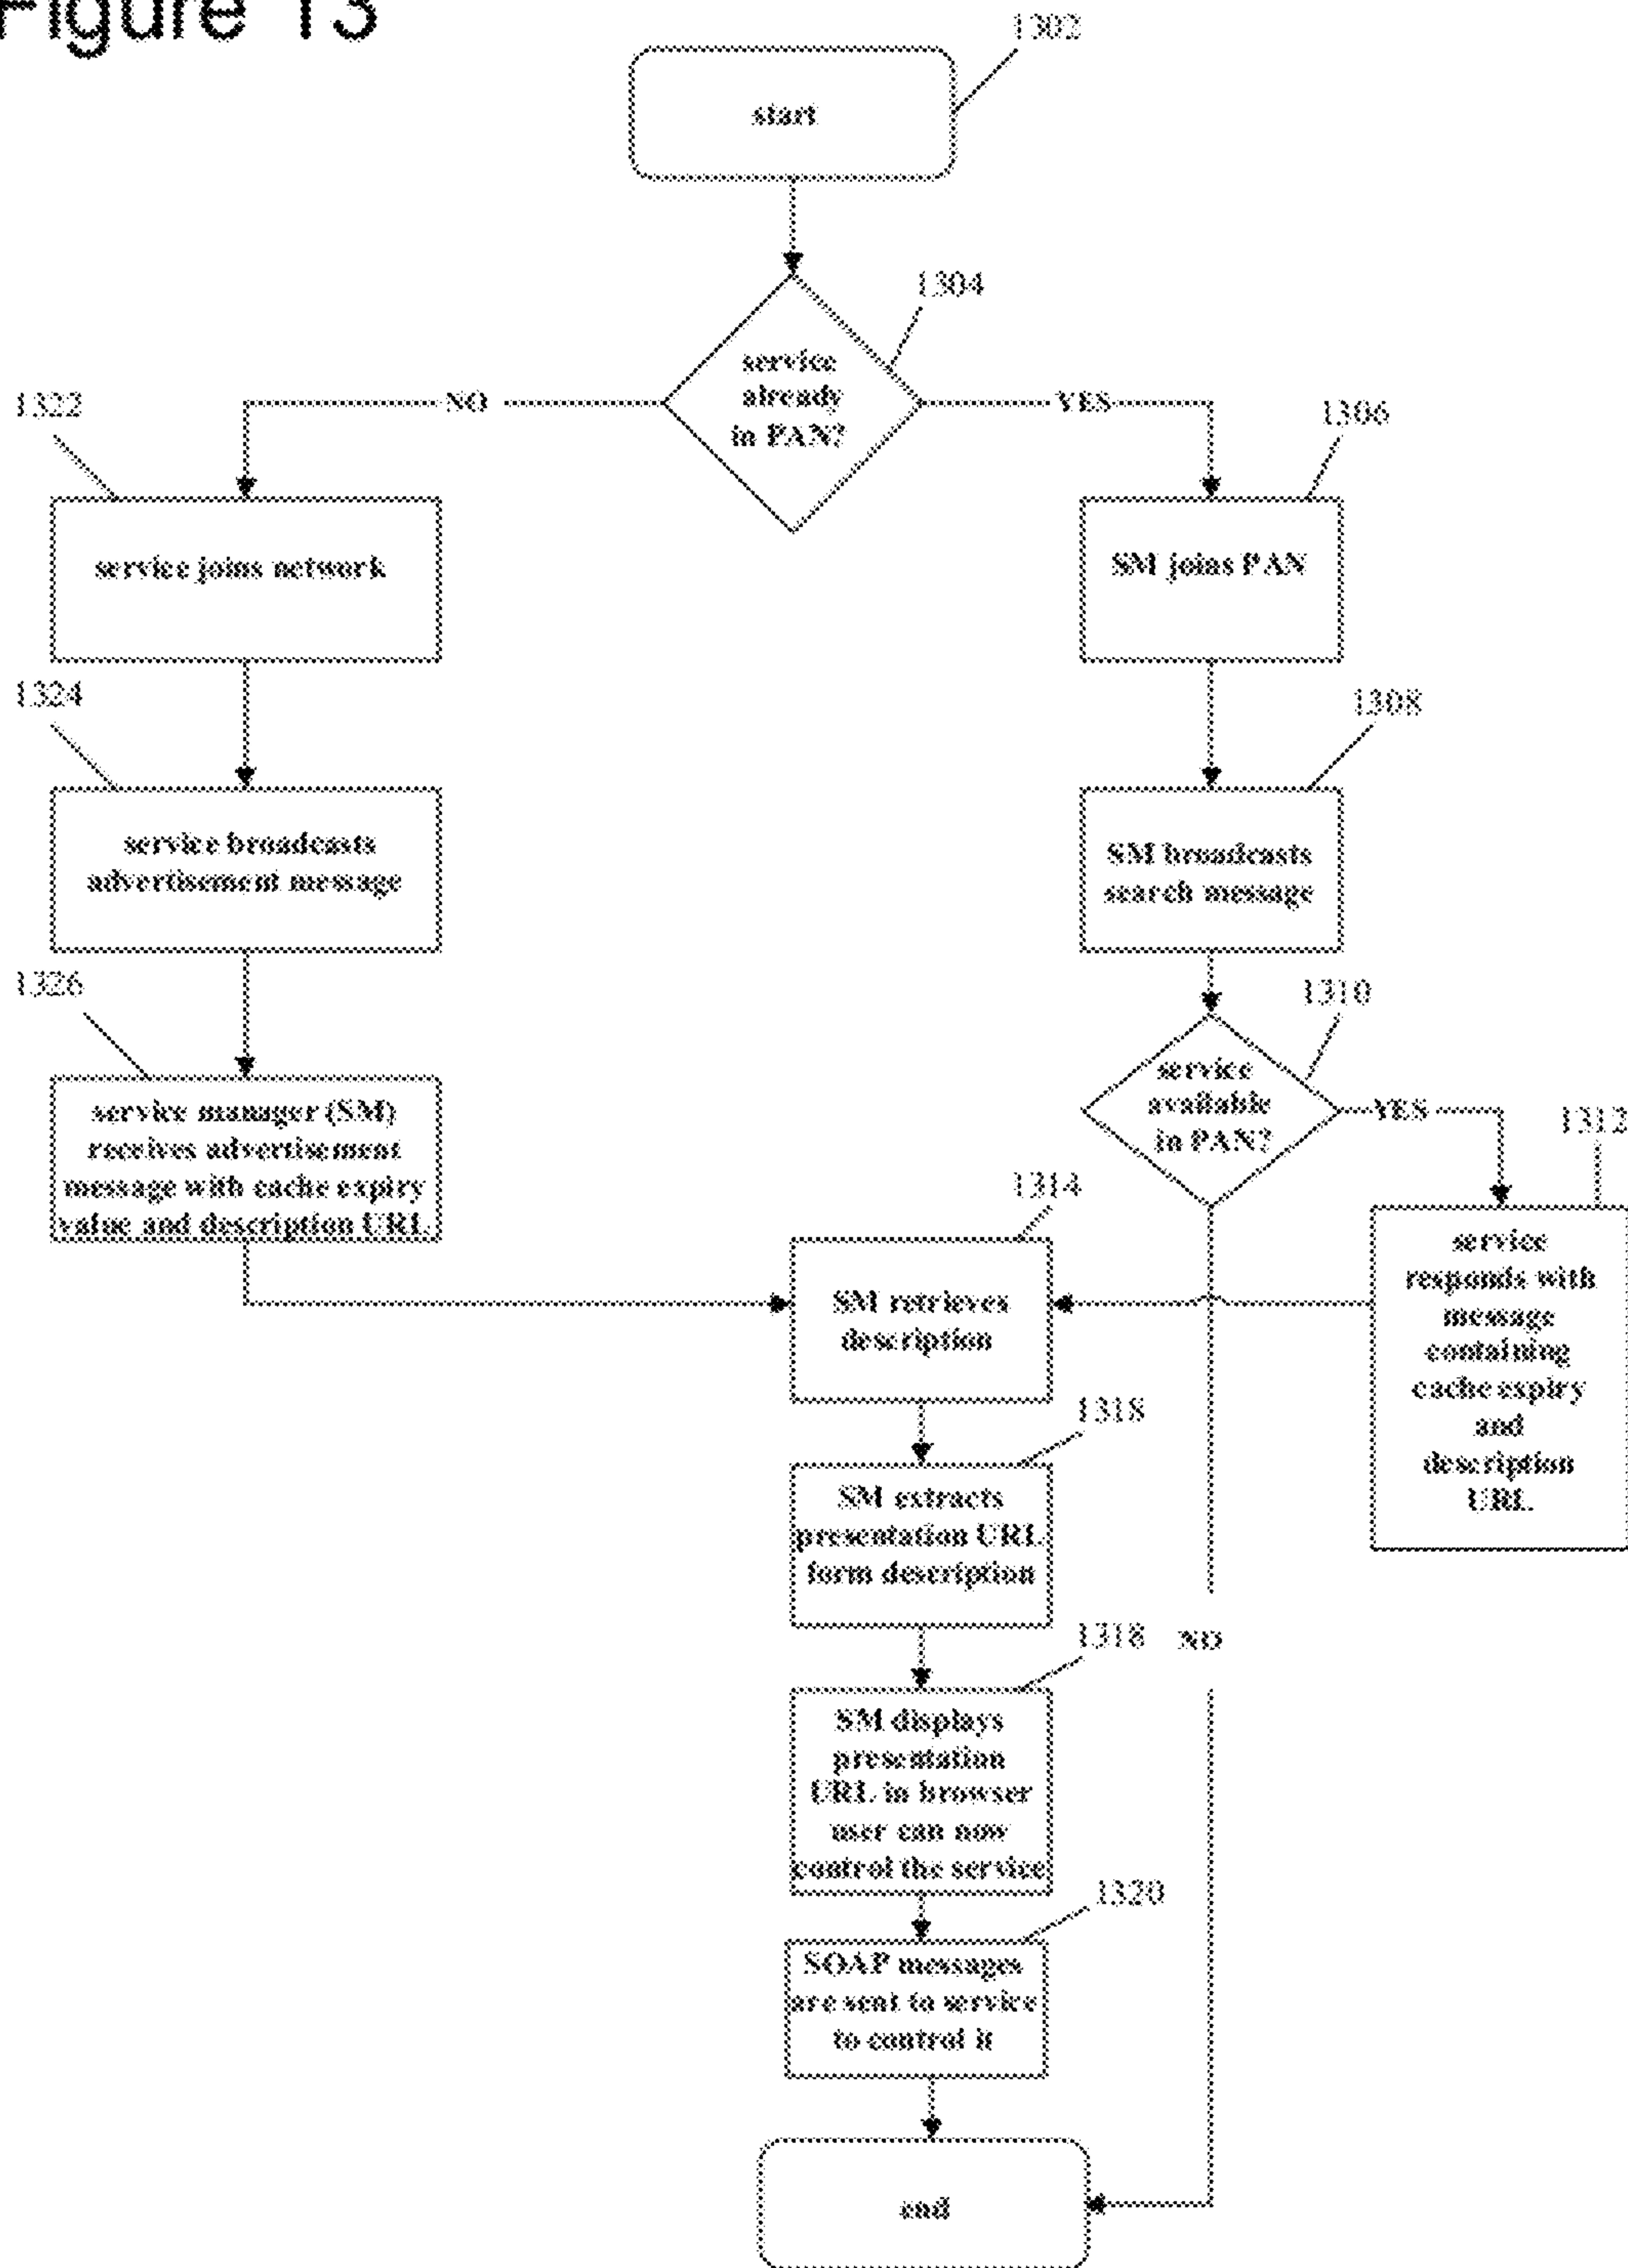 Figure 13
1302
start
1304
service
already
in PAN?
NO
YES
1322
1306
service joins network
SM joins PAN
1324
1308
service broadcasts
advertisement message
SM broadcasts
search message
1326
1310
service manager (SM)
receives advertisement
message with cache expiry
value and description URL
service
available
in PAN?
YES
1312
1314
service
responds with
message
containing
cache expiry
and
description
URL
SM retrieves
description
1318
SM extracts
presentation URL
form description
1318
NO
SM displays
presentation
URL in browser
user can now
control the service
1320
SOAP messages
are sent to service
to control it
end